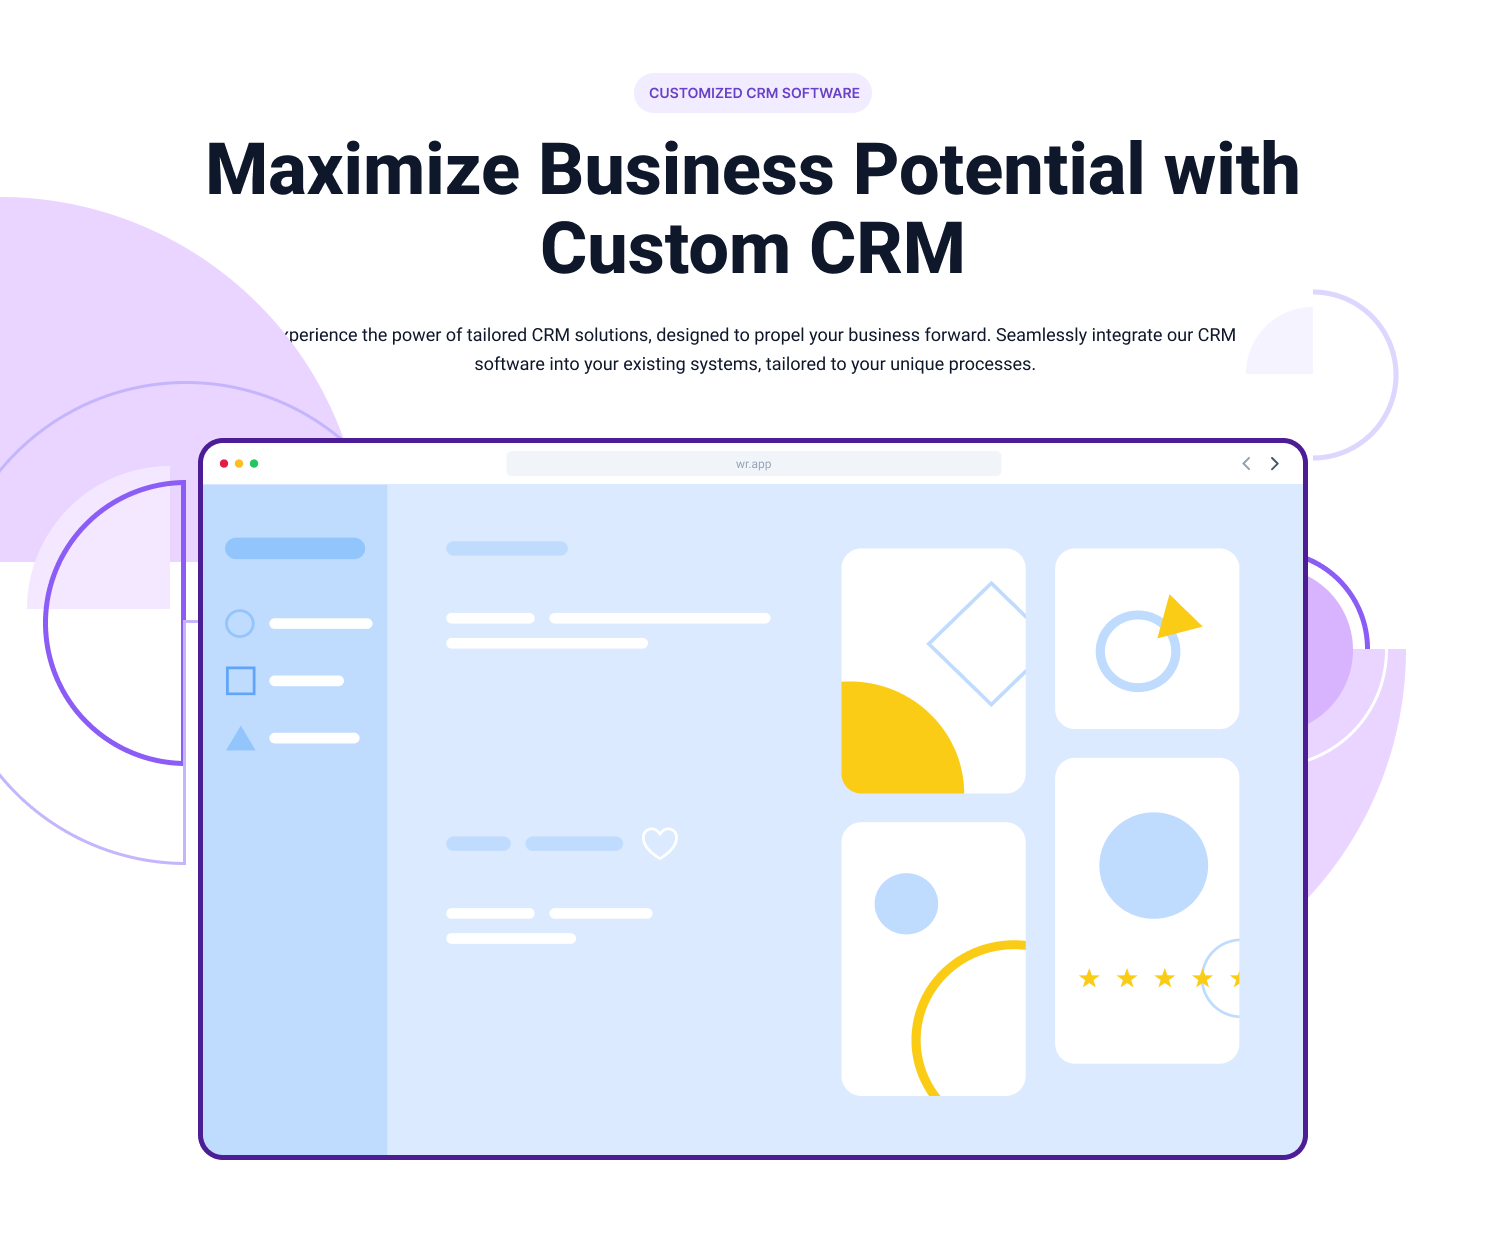 CUSTOMIZED CRM SOFTWARE
Maximize Business Potential with
Custom CRM
xperience the power of tailored CRM solutions, designed to propel your business forward. Seamlessly integrate our CRM
software into your existing systems, tailored to your unique processes.
wr.app